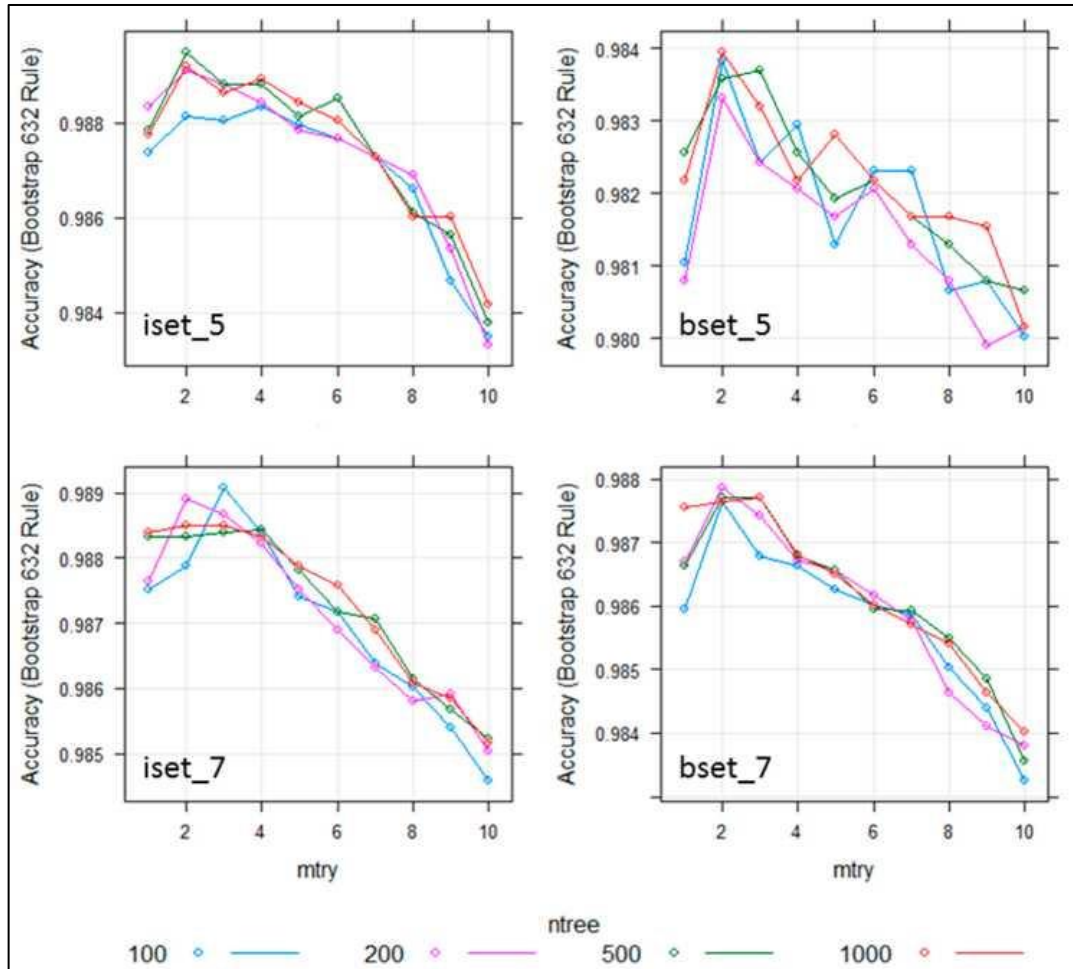 Accuracy (Bootstrap 632 Rule)
0.988
0.986
0.984
iset_5
2 4 6 8 10
Accuracy (Bootstrap 632 Rule)
0.984
0.983
0.982
0.981
0.980
bset_5
2 4 6 8 10
Accuracy (Bootstrap 632 Rule)
0.989
0.988
0.987
0.986
0.985
iset_7
2 4 6 8 10
mtry
Accuracy (Bootstrap 632 Rule)
0.988
0.987
0.986
0.985
0.984
bset_7
2 4 6 8 10
mtry
ntree
100 200 500 1000